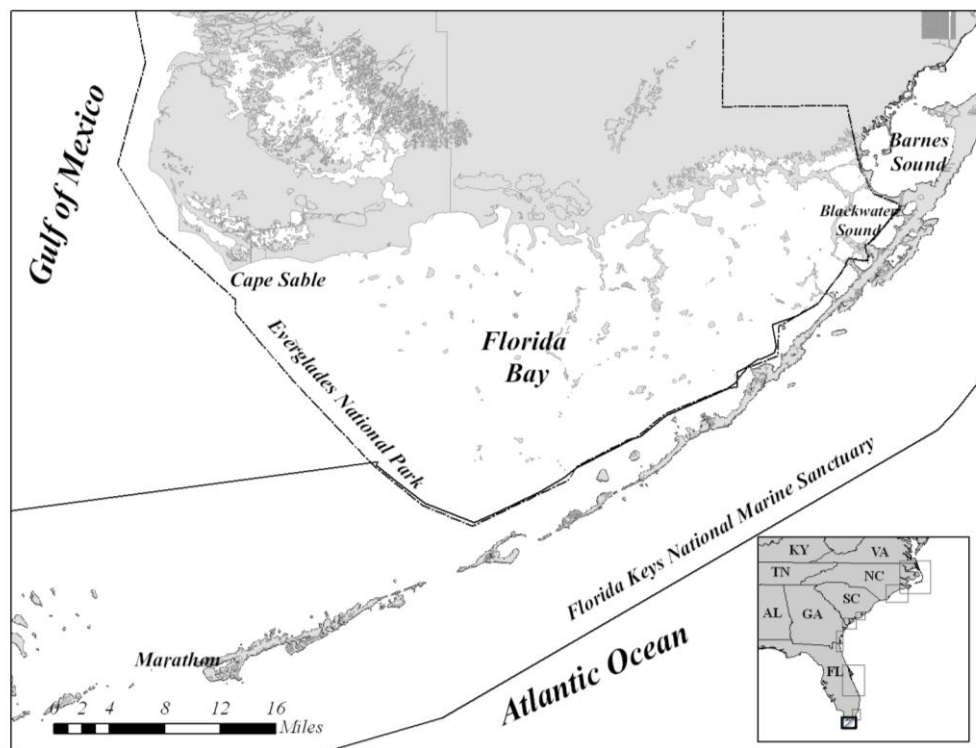 Gulf of Mexico
Barnes
Sound
Blackwater
Sound
Cape Sable
Everglades National Park
Florida
Bay
Florida Keys National Marine Sanctuary
Atlantic Ocean
Marathon
0 2 4 8 12 16
Miles
KY VA
TN NC
SC
AL GA
FL